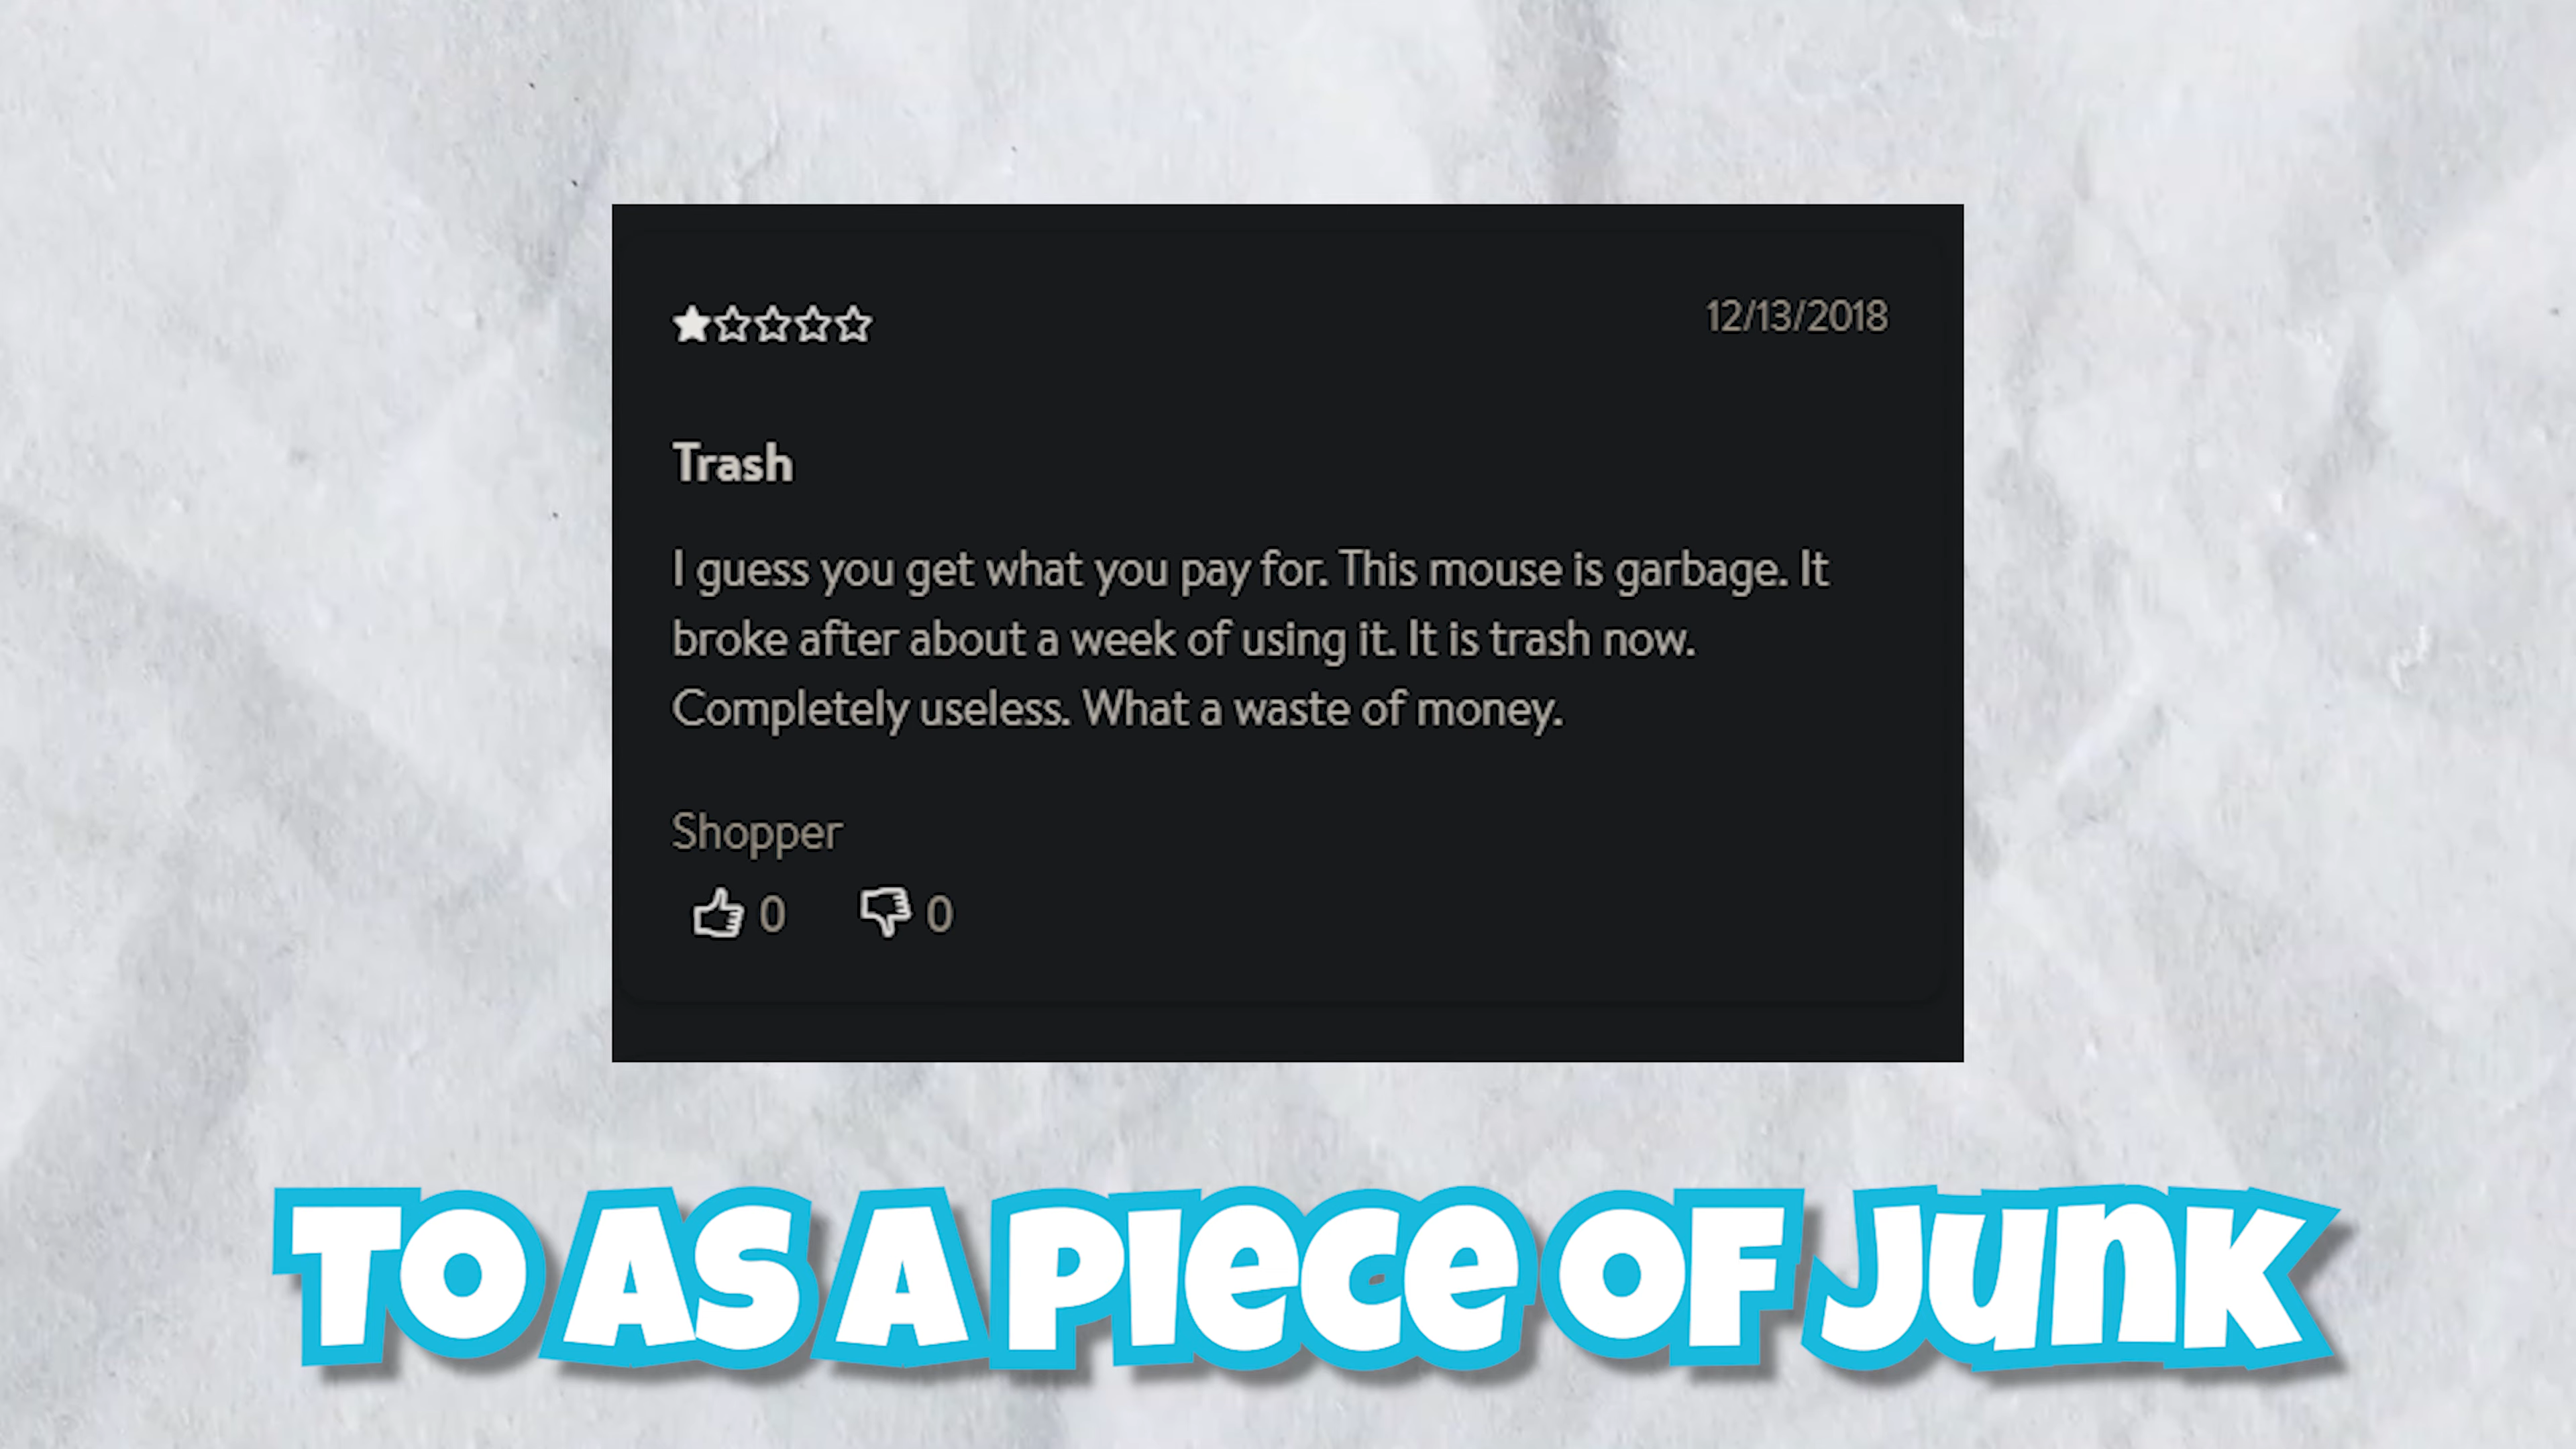 12/13/2018
Trash
I guess you get what you pay for. This mouse is garbage. It
broke after about a week of using it. It is trash now.
Completely useless. What a waste of money.
Shopper
0 0
TO AS A PIECE OF JUNK